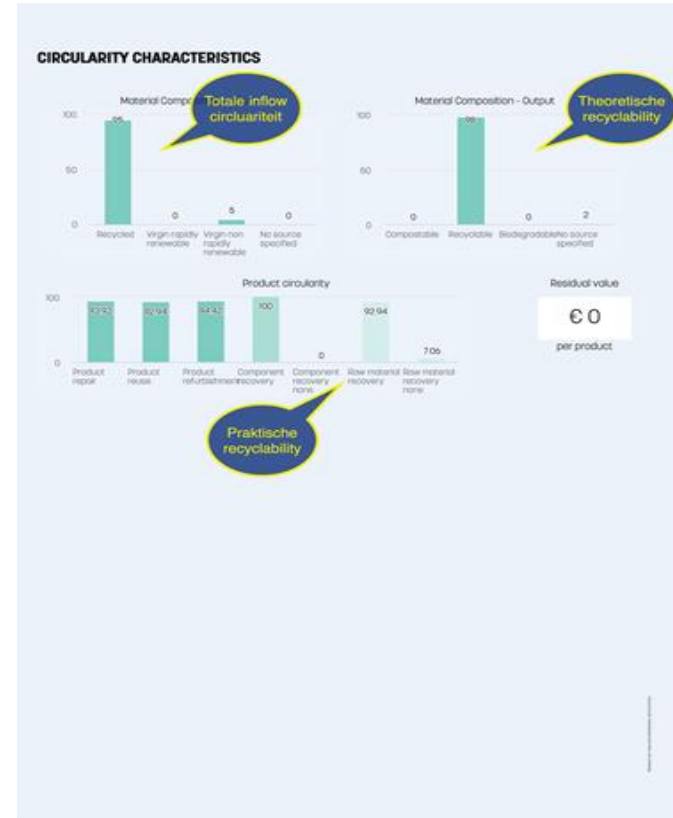 CIRCULARITY CHARACTERISTICS
Material Compo
Totale inflow
circluariteit
100
50
0
95
0
5
0
Recycled
Virgin rapidly
renewable
Virgin non
rapidly
renewable
No source
specified
Material Composition - Output
Theoretische
recyclability
100
50
0
0
98
0
2
Compostable
Recyclable
Biodegradable
No source
specified
Product circularity
100
0
92.94
100
0
92.94
7.06
Product
repair
Product
reuse
Product
refurbashment
Component
recovery
Component
recovery
none
Raw material
recovery
Raw material
recovery
none
Praktische
recyclability
Residual value
€ 0
per product